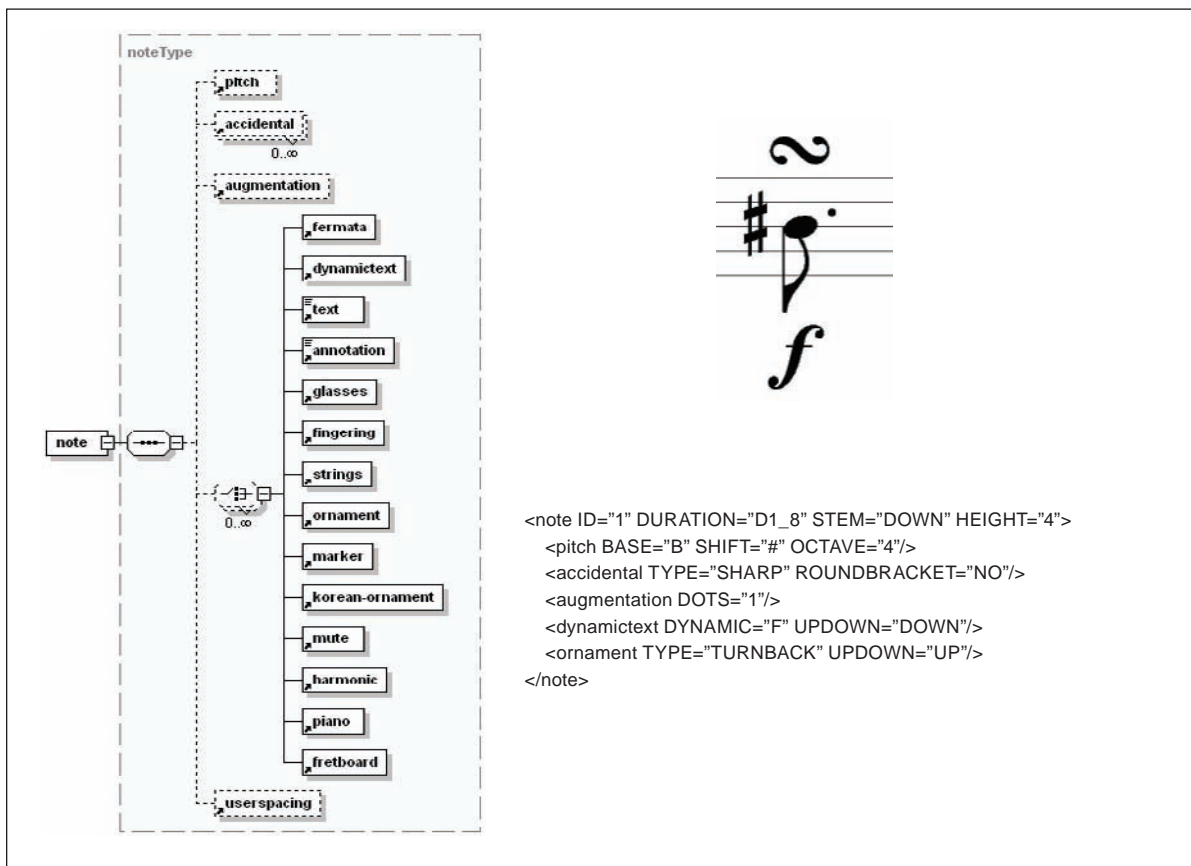 noteType
pitch
accidental
0..∞
augmentation
fermata
dynamictext
text
annotation
glasses
fingering
note
strings
0..∞
ornament
marker
korean-ornament
mute
harmonic
piano
fretboard
userspacing
f
<note ID=”1” DURATION=”D1_8” STEM=”DOWN” HEIGHT=”4”>
<pitch BASE=”B” SHIFT=”#” OCTAVE=”4”/>
<accidental TYPE=”SHARP” ROUNDBRACKET=”NO”/>
<augmentation DOTS=”1”/>
<dynamictext DYNAMIC=”F” UPDOWN=”DOWN”/>
<ornament TYPE=”TURNBACK” UPDOWN=”UP”/>
</note>